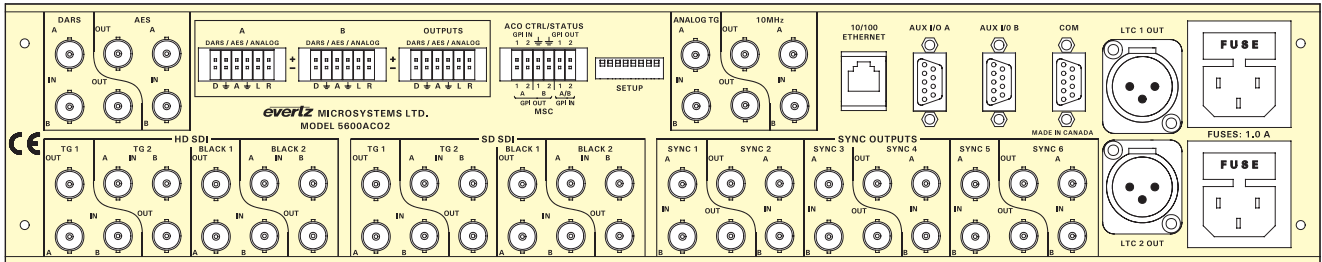 DARS AES
A OUT A
IN OUT IN
B B
A B OUTPUTS
DARS / AES / ANALOG DARS / AES / ANALOG DARS / AES / ANALOG
+ +
− −
D A L R D A L R D A L R
evertz MICROSYSTEMS LTD.
MODEL 5600ACO2
ACO CTRL/STATUS
GPI IN GPI OUT
1 2 1 2
1 2 1 2 1 2
A B A/B
GPI OUT GPI IN
MSC
SETUP
ANALOG TG 10MHz
A OUT A
IN OUT IN
B B
10/100
ETHERNET
AUX I/O A
AUX I/O B
COM
MADE IN CANADA
LTC 1 OUT
FUSE
FUSES: 1.0 A
FUSE
LTC 2 OUT
CE
HD SDI
TG 1 TG 2 BLACK 1 BLACK 2
OUT A B OUT A B
IN OUT IN OUT
A B A B
SD SDI
TG 1 TG 2 BLACK 1 BLACK 2
OUT A B OUT A B
IN OUT IN OUT
A B A B
SYNC OUTPUTS
SYNC 1 SYNC 2 SYNC 3 SYNC 4 SYNC 5 SYNC 6
A OUT A A OUT A A OUT A
IN OUT IN IN OUT IN IN OUT IN
B B B B B B